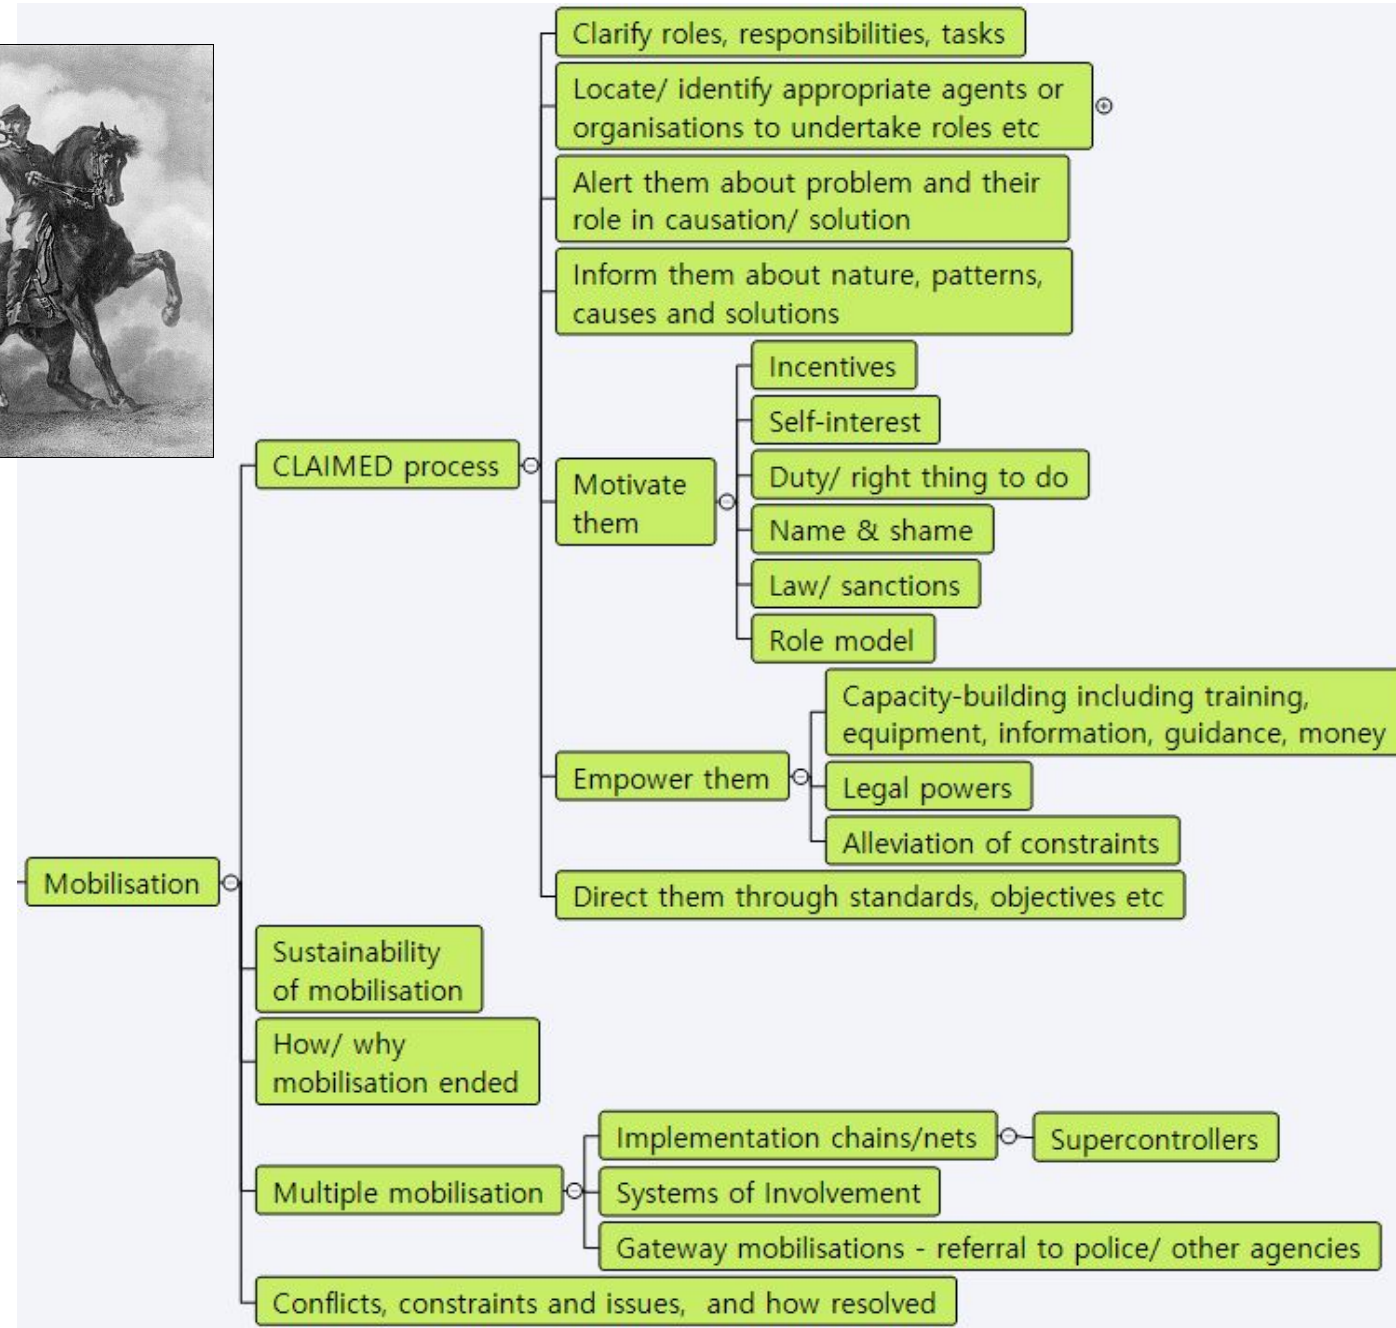 Clarify roles, responsibilities, tasks
Locate/ identify appropriate agents or
organisations to undertake roles etc
Alert them about problem and their
role in causation/ solution
Inform them about nature, patterns,
causes and solutions
Incentives
Self-interest
Duty/ right thing to do
Name & shame
Law/ sanctions
Role model
Motivate
them
CLAIMED process
Capacity-building including training,
equipment, information, guidance, money
Legal powers
Alleviation of constraints
Empower them
Direct them through standards, objectives etc
Mobilisation
Sustainability
of mobilisation
How/ why
mobilisation ended
Implementation chains/nets
Supercontrollers
Multiple mobilisation
Systems of Involvement
Gateway mobilisations - referral to police/ other agencies
Conflicts, constraints and issues,  and how resolved